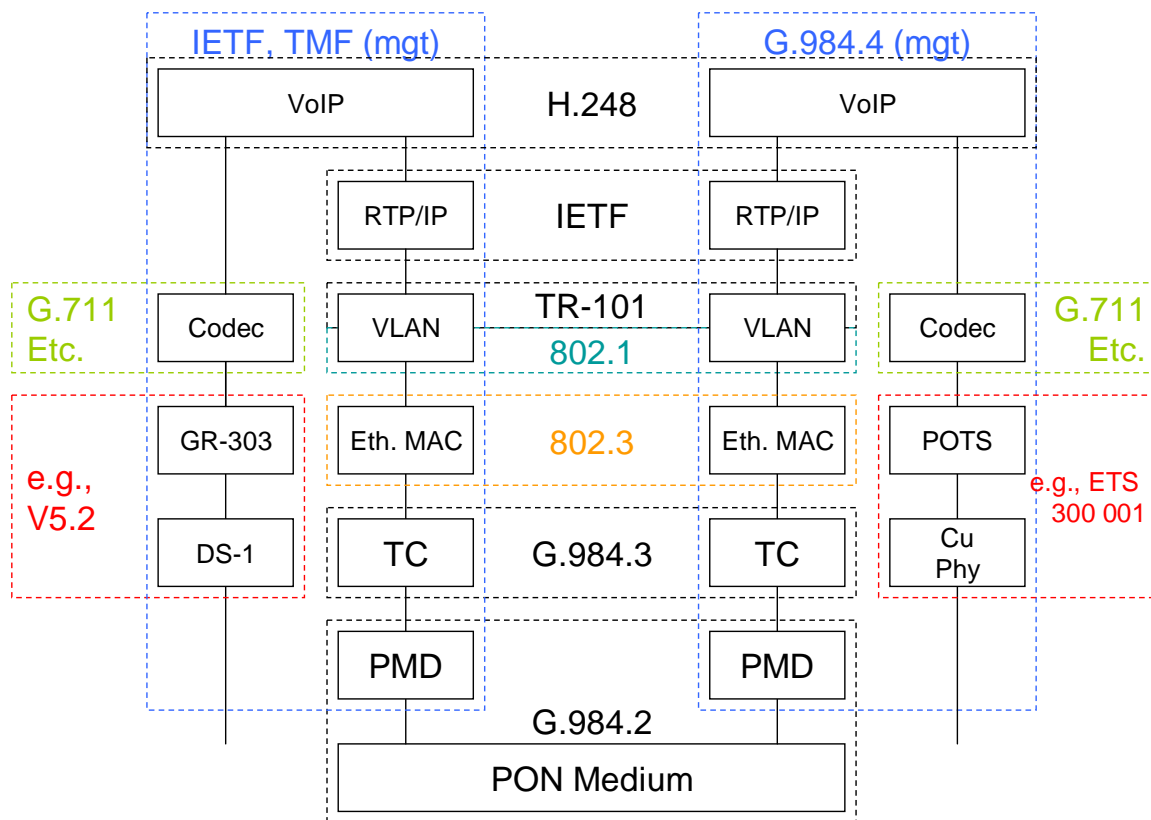 IETF, TMF (mgt)
G.984.4 (mgt)
VoIP
H.248
VoIP
RTP/IP
IETF
RTP/IP
G.711
Etc.
Codec
VLAN
TR-101
802.1
VLAN
Codec
G.711
Etc.
e.g.,
V5.2
GR-303
Eth. MAC
802.3
Eth. MAC
POTS
e.g., ETS
300 001
DS-1
TC
G.984.3
TC
Cu
Phy
PMD
PMD
G.984.2
PON Medium